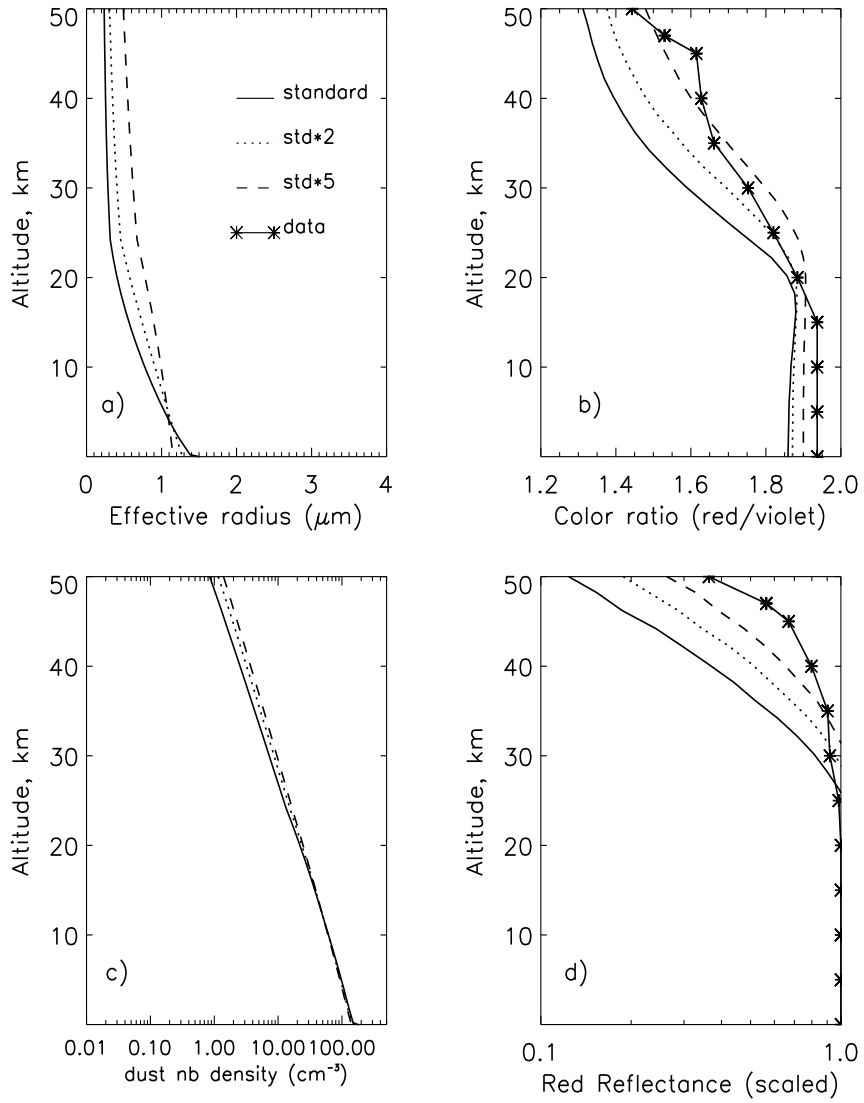 50
40
30
20
10
Altitude, km
standard
std*2
std*5
data
a)
0 1 2 3 4
Effective radius (μm)
50
40
30
20
10
Altitude, km
b)
1.2 1.4 1.6 1.8 2.0
Color ratio (red/violet)
50
40
30
20
10
Altitude, km
c)
0.01 0.10 1.00 10.00 100.00
dust nb density (cm⁻³)
50
40
30
20
10
Altitude, km
d)
0.1 1.0
Red Reflectance (scaled)